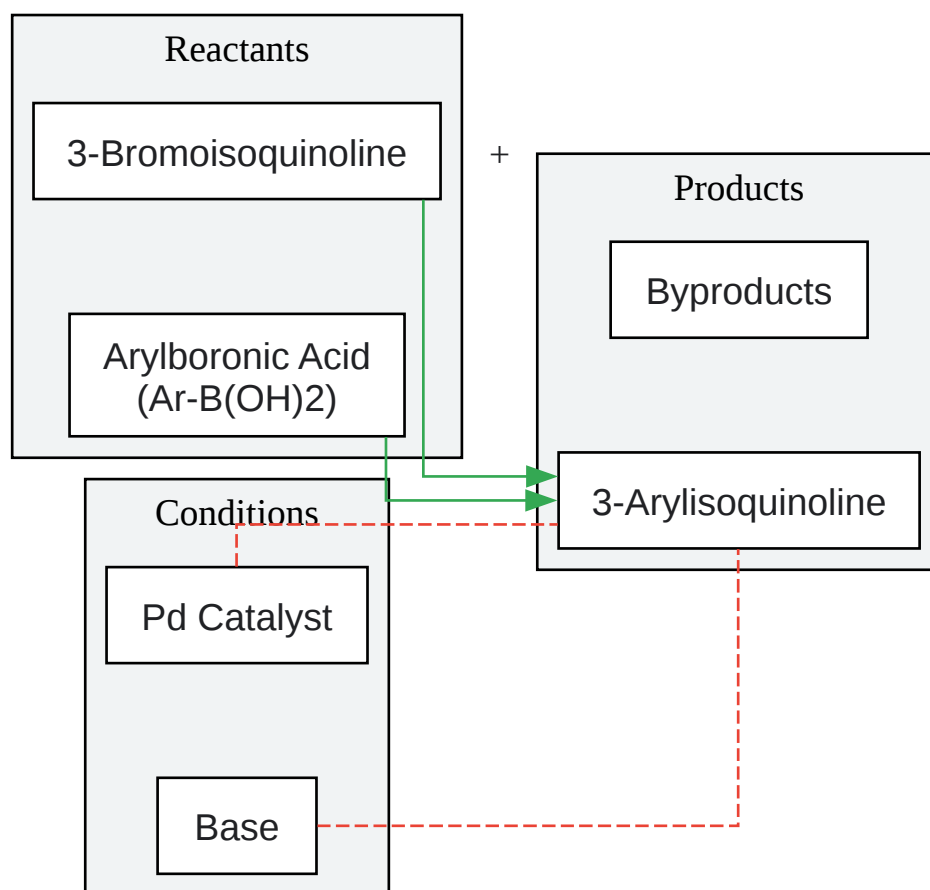 Reactants
3-Bromoisoquinoline
+
Arylboronic Acid
(Ar-B(OH)2)
Products
Byproducts
3-Arylisoquinoline
Conditions
Pd Catalyst
Base